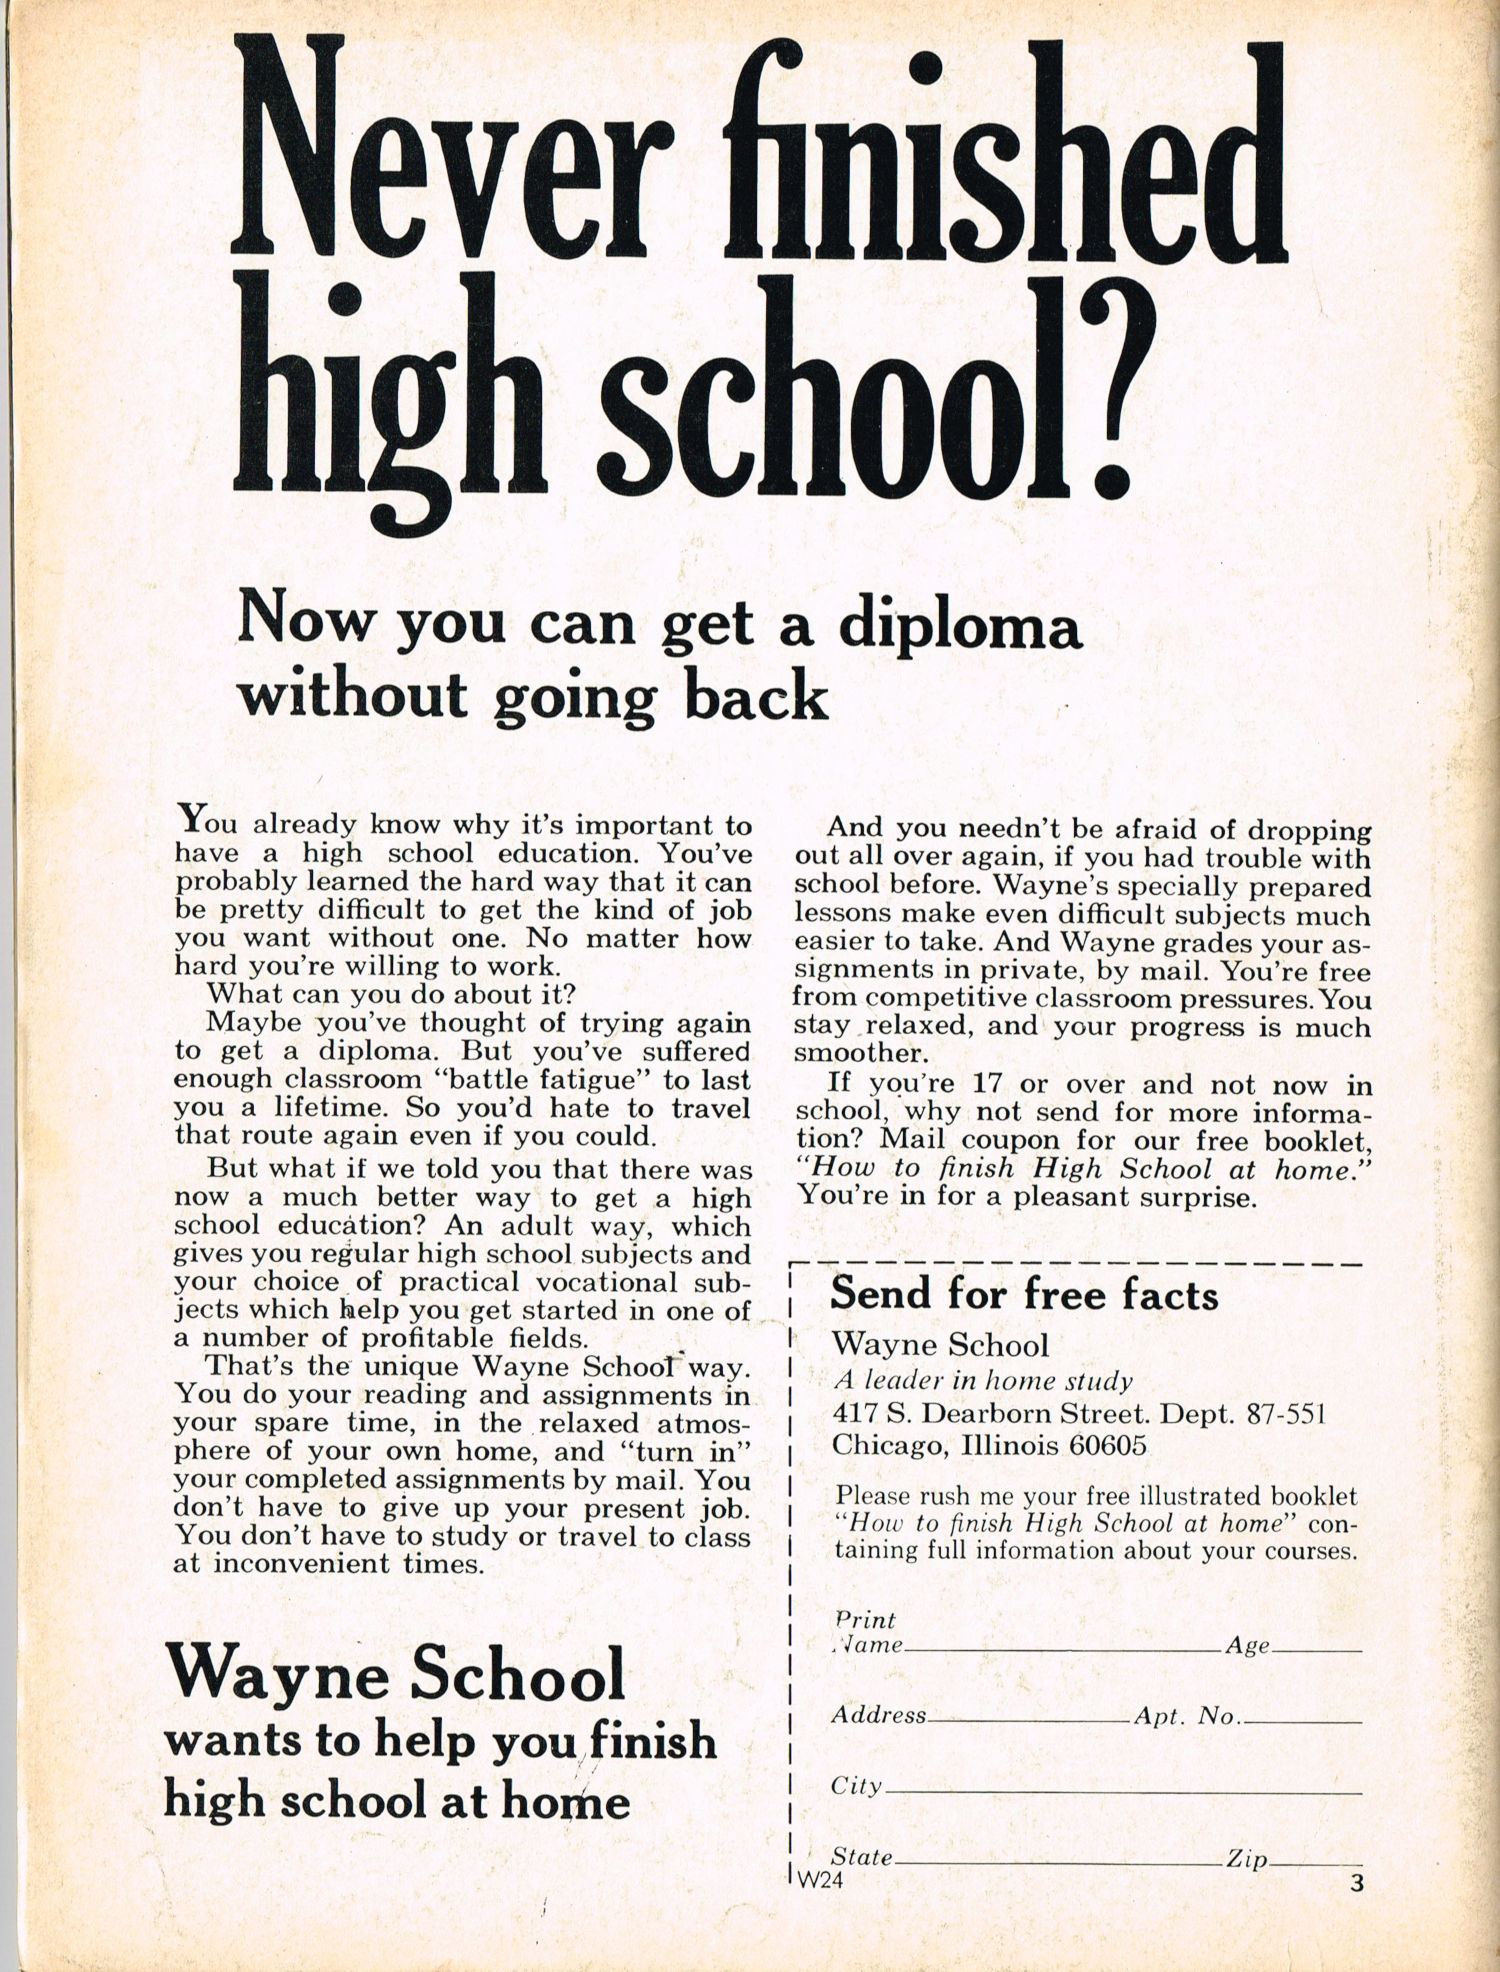 Never finished
high school?
Now you can get a diploma
without going back
You already know why it's important to
have a high school education. You've
probably learned the hard way that it can
be pretty difficult to get the kind of job
you want without one. No matter how
hard you're willing to work.
What can you do about it?
Maybe you've thought of trying again
to get a diploma. But you've suffered
enough classroom “battle fatigue” to last
you a lifetime. So you'd hate to travel
that route again even if you could.
But what if we told you that there was
now a much better way to get a high
school education? An adult way, which
gives you regular high school subjects and
your choice of practical vocational sub-
jects which help you get started in one of
a number of profitable fields.
That's the unique Wayne School way.
You do your reading and assignments in
your spare time, in the relaxed atmos-
phere of your own home, and “turn in”
your completed assignments by mail. You
don't have to give up your present job.
You don't have to study or travel to class
at inconvenient times.
Wayne School
wants to help you finish
high school at home
And you needn't be afraid of dropping
out all over again, if you had trouble with
school before. Wayne's specially prepared
lessons make even difficult subjects much
easier to take. And Wayne grades your as-
signments in private, by mail. You're free
from competitive classroom pressures. You
stay relaxed, and your progress is much
smoother.
If you're 17 or over and not now in
school, why not send for more informa-
tion? Mail coupon for our free booklet,
“How to finish High School at home.”
You're in for a pleasant surprise.
Send for free facts
Wayne School
A leader in home study
417 S. Dearborn Street. Dept. 87-551
Chicago, Illinois 60605
Please rush me your free illustrated booklet
“How to finish High School at home” con-
taining full information about your courses.
Print
Name Age
Address Apt. No.
City
State Zip
W24 3